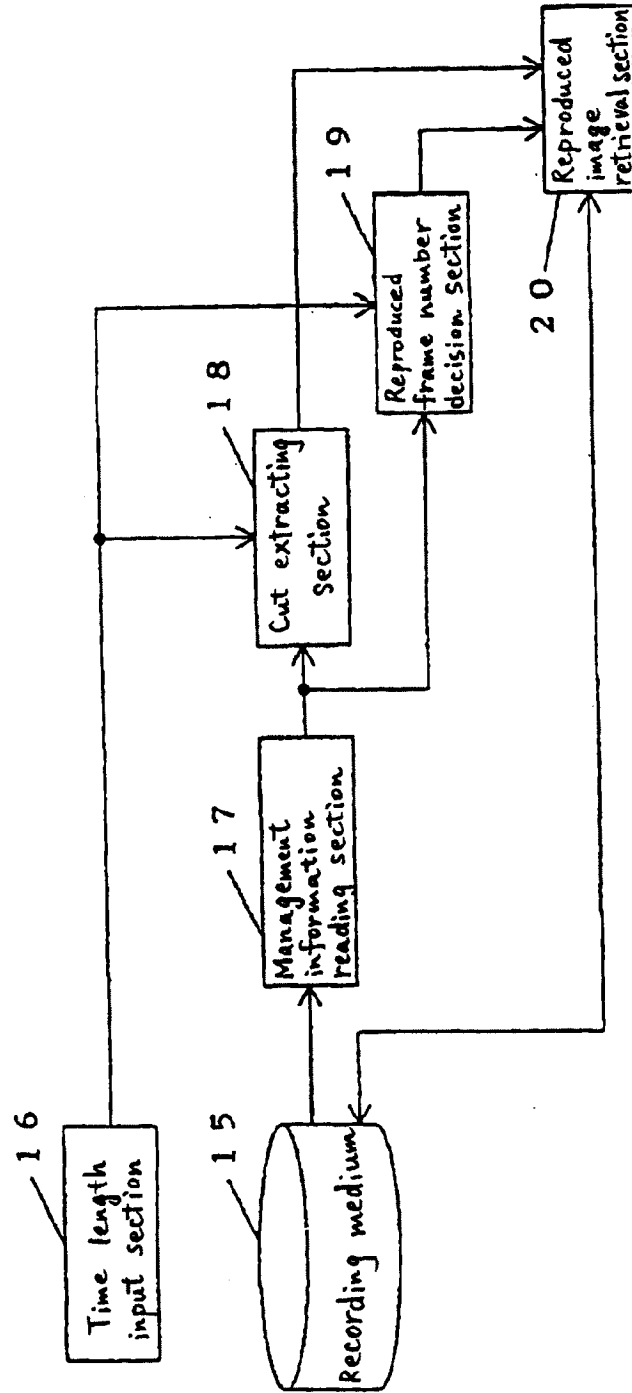 16
Time length
input section
15
Recording medium
17
Management
information
reading section
18
Cut extracting
section
19
Reproduced
frame number
decision section
20
Reproduced
image
retrieval section